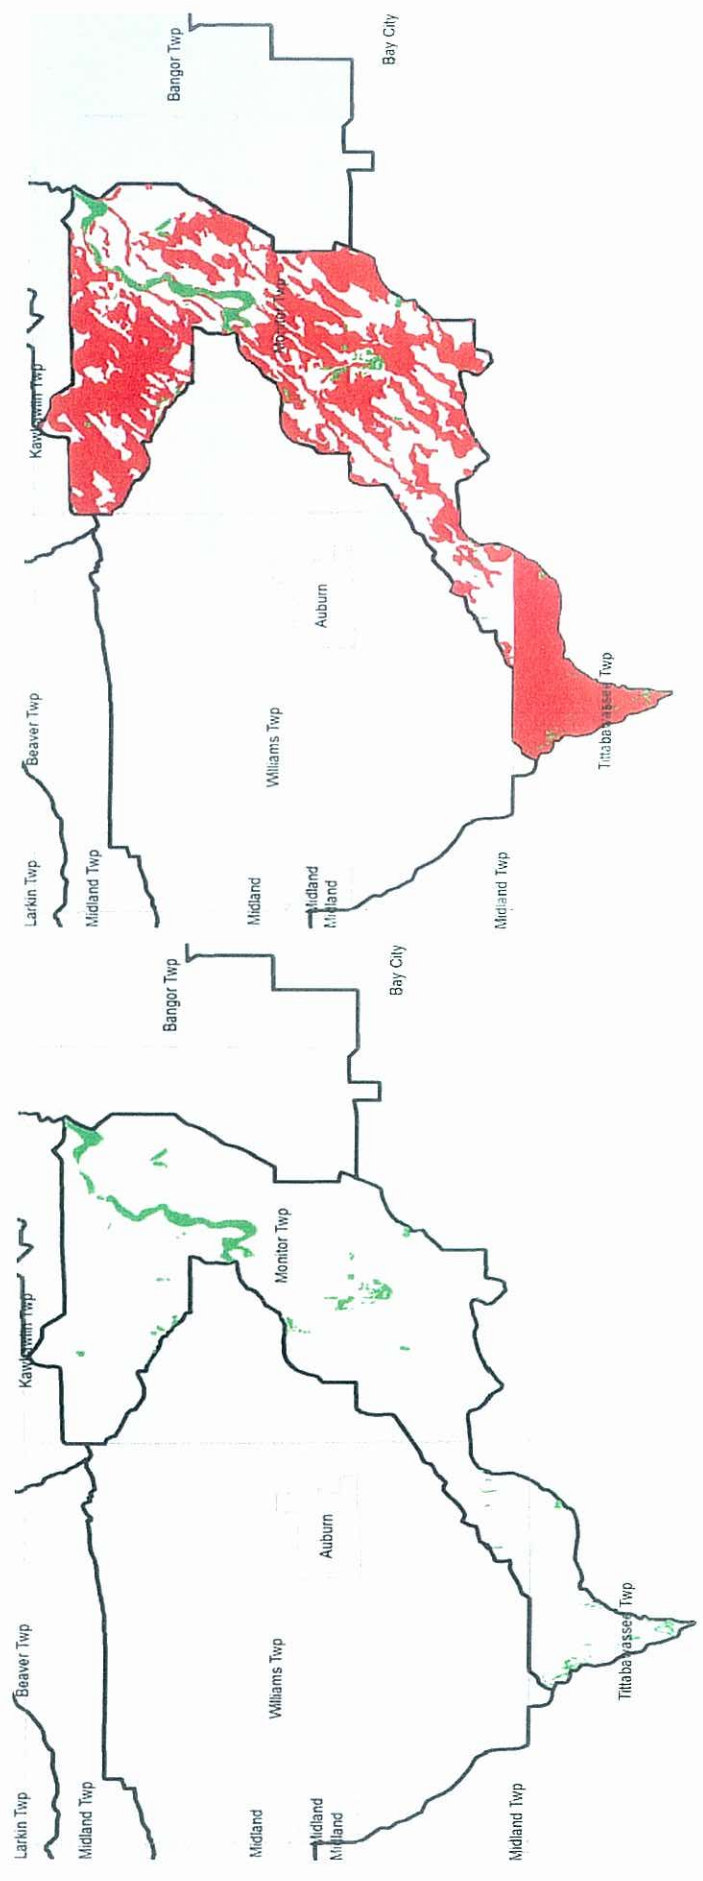 Bangor Twp
Bay City
Kawkawlin Twp
Monitor Twp
Auburn
Beaver Twp
Williams Twp
Tittabawassee Twp
Larkin Twp
Midland Twp
Midland
Midland
Midland
Midland Twp
Bangor Twp
Bay City
Kawkawlin Twp
Monitor Twp
Auburn
Beaver Twp
Williams Twp
Tittabawassee Twp
Larkin Twp
Midland Twp
Midland
Midland
Midland
Midland Twp